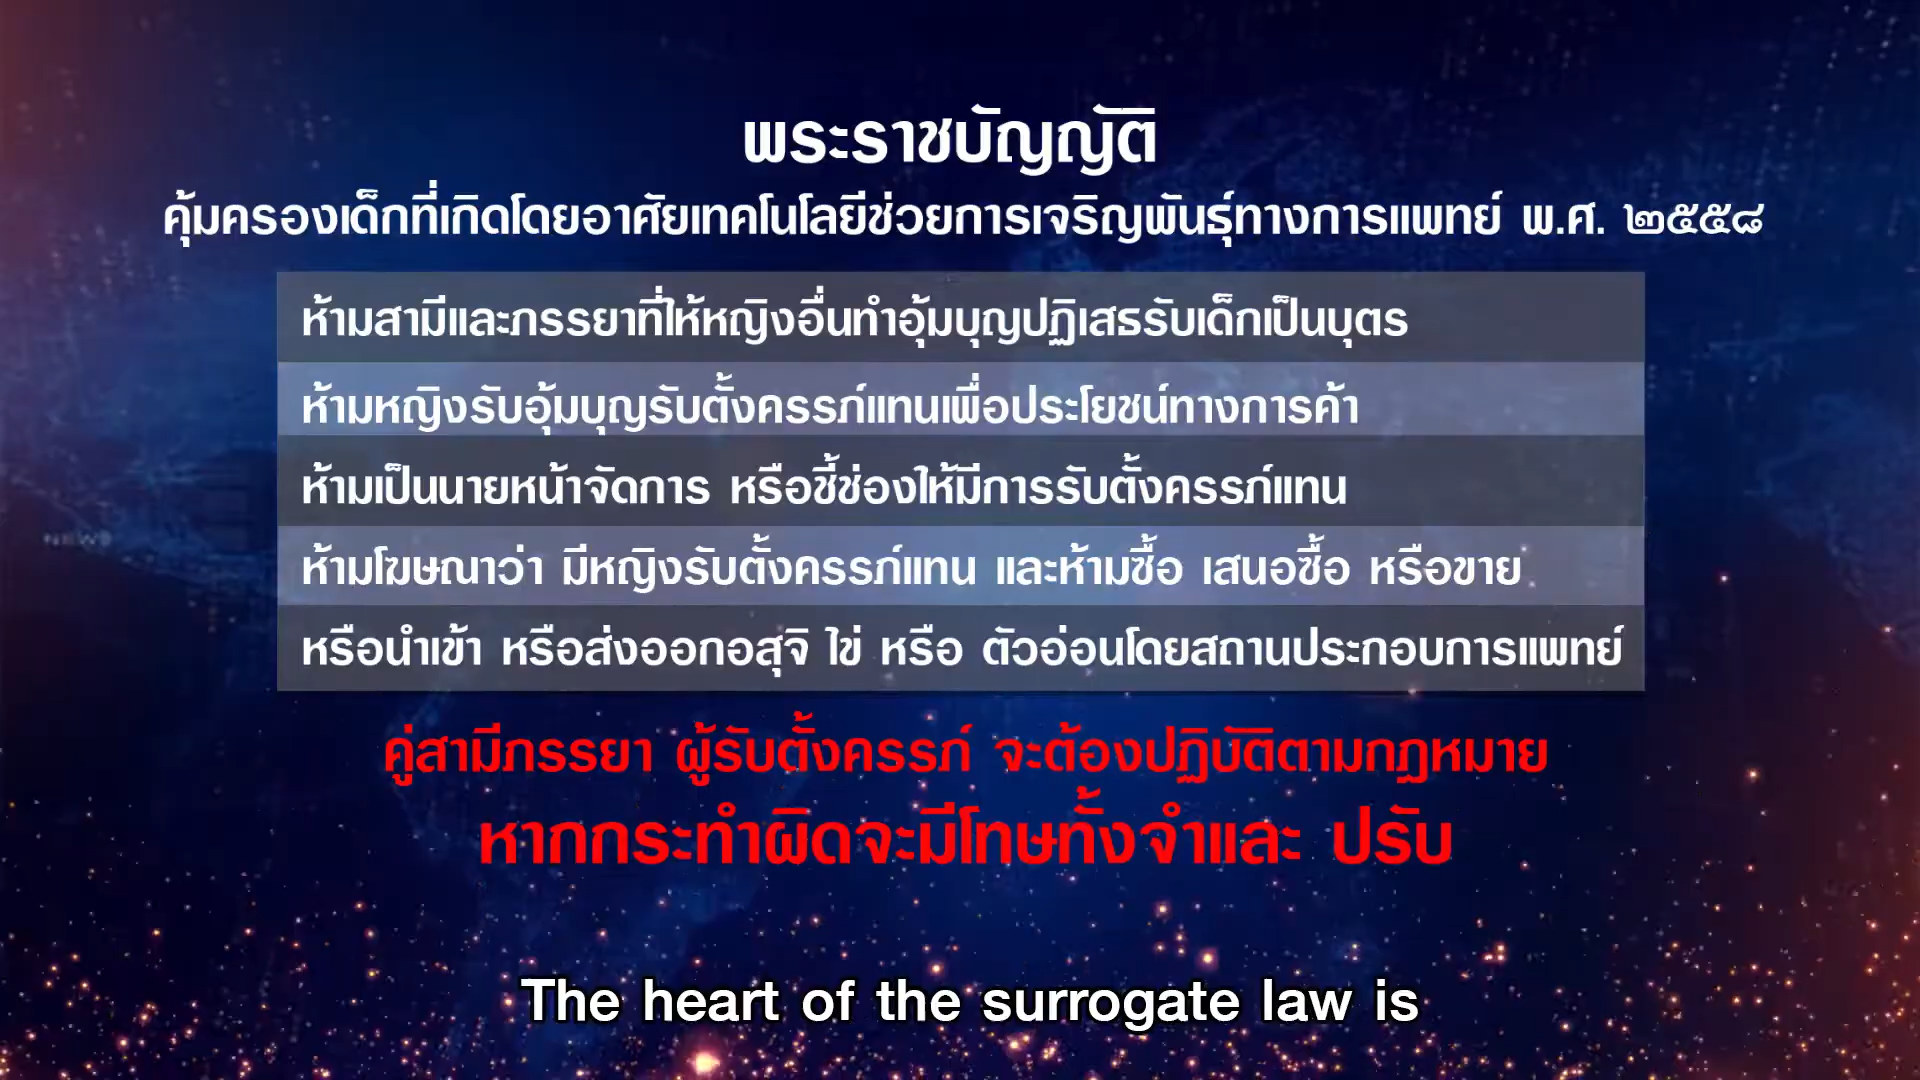 พระราชบัญญัติ
คุ้มครองเด็กที่เกิดโดยอาศัยเทคโนโลยีช่วยการเจริญพันธุ์ทางการแพทย์ พ.ศ. ๒๕๕๘
ห้ามสามีและภรรยาที่ให้หญิงอื่นทำอุ้มบุญปฏิเสธรับเด็กเป็นบุตร
ห้ามหญิงรับอุ้มบุญรับตั้งครรภ์แทนเพื่อประโยชน์ทางการค้า
ห้ามเป็นนายหน้าจัดการ หรือชี้ช่องให้มีการรับตั้งครรภ์แทน
ห้ามโฆษณาว่า มีหญิงรับตั้งครรภ์แทน และห้ามซื้อ เสนอซื้อ หรือขาย
หรือนำเข้า หรือส่งออกอสุจิ ไข่ หรือ ตัวอ่อนโดยสถานประกอบการแพทย์
NEWS
คู่สามีภรรยา ผู้รับตั้งครรภ์ จะต้องปฏิบัติตามกฎหมาย
หากกระทำผิดจะมีโทษทั้งจำและ ปรับ
The heart of the surrogate law is